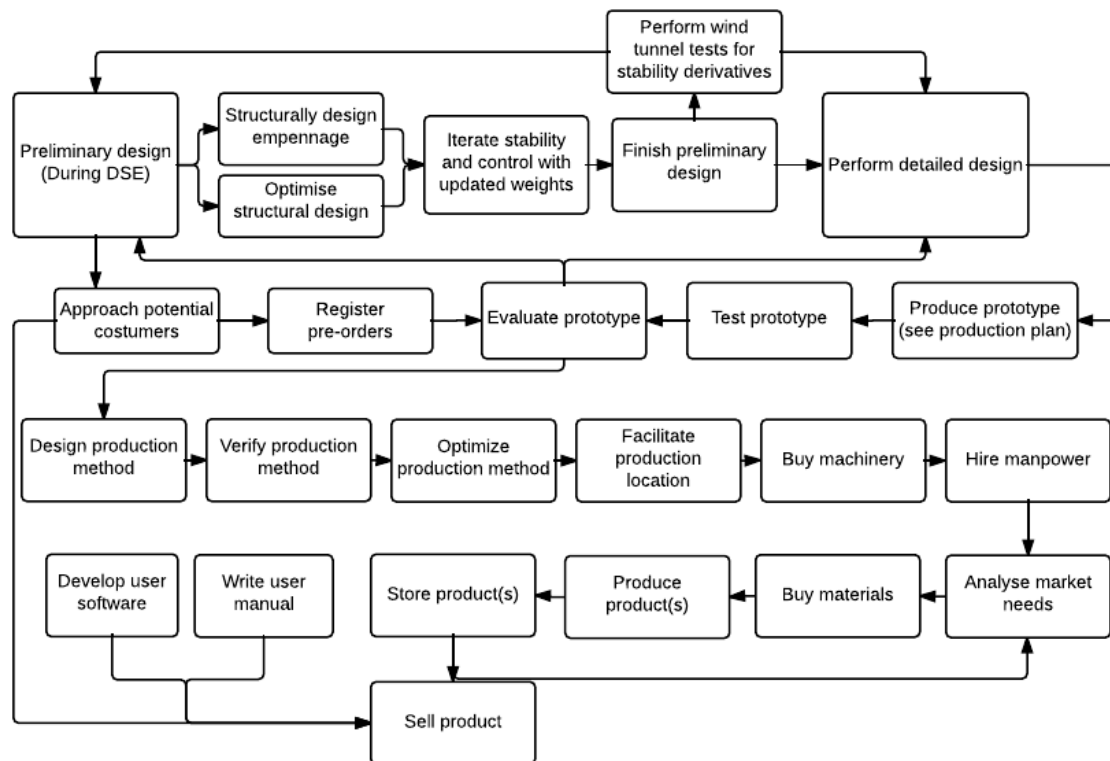 Perform wind
tunnel tests for
stability derivatives
Preliminary design
(During DSE)
Structurally design
empennage
Optimise
structural design
Iterate stability
and control with
updated weights
Finish preliminary
design
Perform detailed design
Approach potential
costumers
Register
pre-orders
Evaluate prototype
Test prototype
Produce prototype
(see production plan)
Design production
method
Verify production
method
Optimize
production method
Facilitate
production
location
Buy machinery
Hire manpower
Develop user
software
Write user
manual
Store product(s)
Produce
product(s)
Buy materials
Analyse market
needs
Sell product